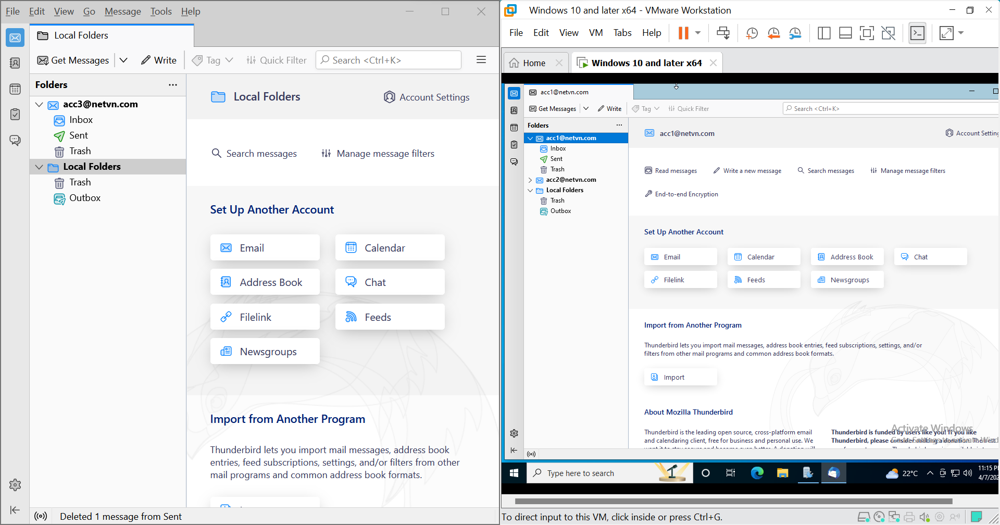 File Edit View Go Message Tools Help
Local Folders
Get Messages Write Tag Quick Filter Search <Ctrl+K>
Folders
acc3@netvn.com
Inbox
Sent
Trash
Local Folders
Trash
Outbox
Local Folders Account Settings
Search messages Manage message filters
Set Up Another Account
Email Calendar
Address Book Chat
Filelink Feeds
Newsgroups
Import from Another Program
Thunderbird lets you import mail messages, address book
entries, feed subscriptions, settings, and/or filters from other
mail programs and common address book formats.
Deleted 1 message from Sent
Windows 10 and later x64 - VMware Workstation
File Edit View VM Tabs Help
Home Windows 10 and later x64
acc1@netvn.com
Get Messages Write Tag Quick Filter Search <Ctrl+K>
Folders
acc1@netvn.com
Inbox
Sent
Trash
acc2@netvn.com
Local Folders
Trash
Outbox
acc1@netvn.com Account Setting
Read messages Write a new message Search messages Manage message filters
End-to-end Encryption
Set Up Another Account
Email Calendar Address Book Chat
Filelink Feeds Newsgroups
Import from Another Program
Thunderbird lets you import mail messages, address book entries, feed subscriptions, settings, and/or
filters from other mail programs and common address book formats.
Import
About Mozilla Thunderbird
Thunderbird is the leading open source, cross-platform email
and calendaring client, free for business and personal use. We
Thunderbird is funded by users like you! If you like
Thunderbird, please consider making a donation. The best
Activate Windows
Go to Settings to activate Wind
Type here to search
22°C
11:15 P
4/7/202
To direct input to this VM, click inside or press Ctrl+G.